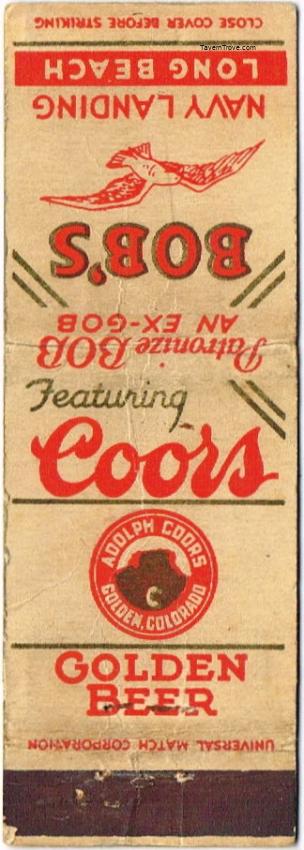 TavernTrove.com
CLOSE COVER BEFORE STRIKING
LONG BEACH
NAVY LANDING
BOB'S
Patronize BOB
AN EX-GOB
Featuring
Coors
ADOLPH COORS
C
GOLDEN, COLORADO
GOLDEN
BEER
UNIVERSAL MATCH CORPORATION